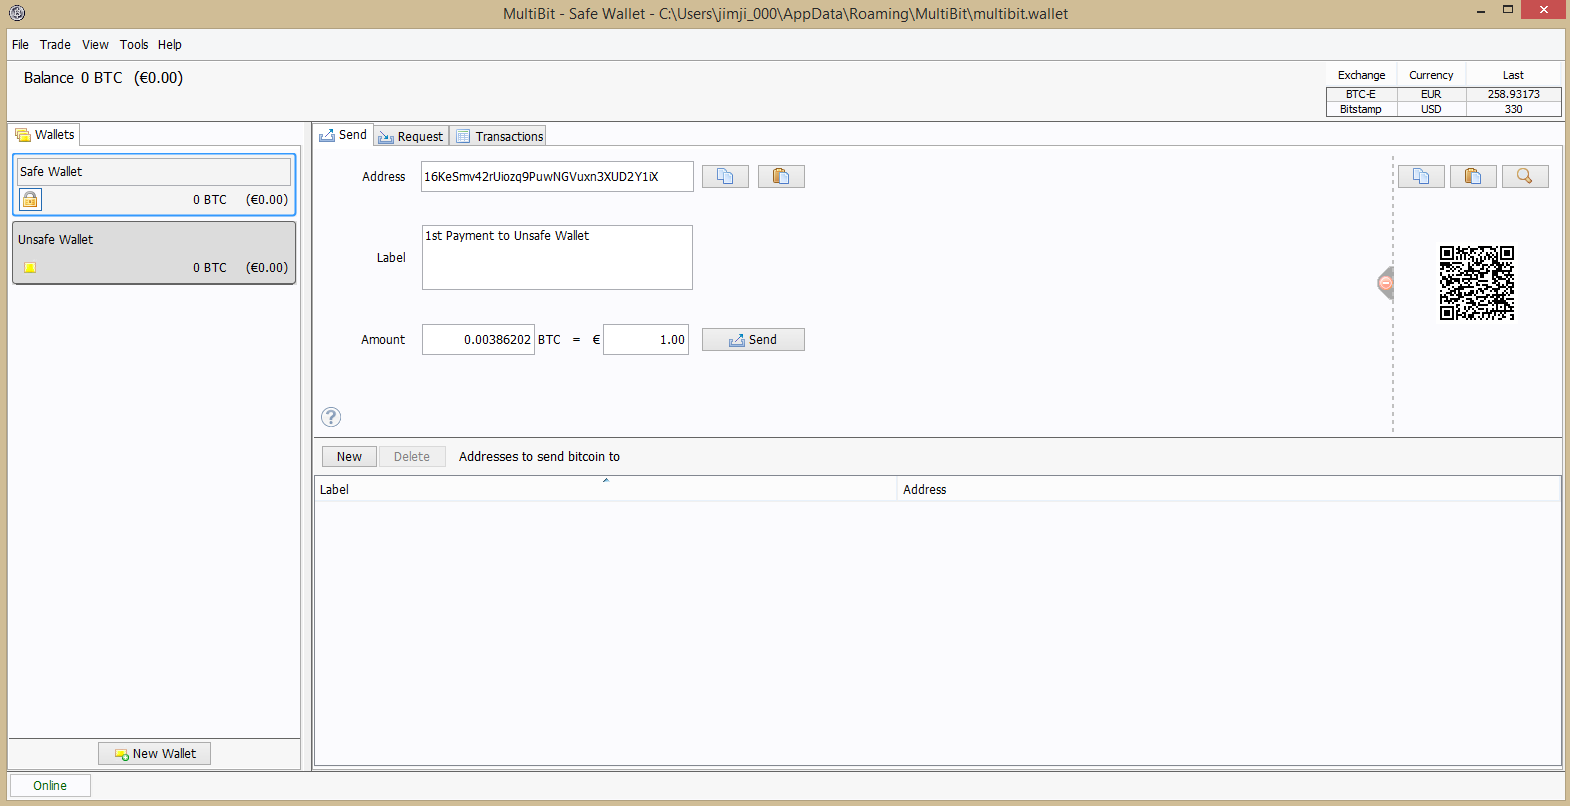 MultiBit - Safe Wallet - C:\Users\jimji_000\AppData\Roaming\MultiBit\multibit.wallet
File Trade View Tools Help
Balance 0 BTC (€0.00)
Exchange Currency Last
BTC-E EUR 258.93173
Bitstamp USD 330
Wallets
Send Request Transactions
Safe Wallet
0 BTC (€0.00)
Unsafe Wallet
0 BTC (€0.00)
Address 16KeSmv42rUiozq9PuwNGVuxn3XUD2Y1iX
Label 1st Payment to Unsafe Wallet
Amount 0.00386202 BTC = € 1.00 Send
?
New Delete Addresses to send bitcoin to
Label Address
New Wallet
Online